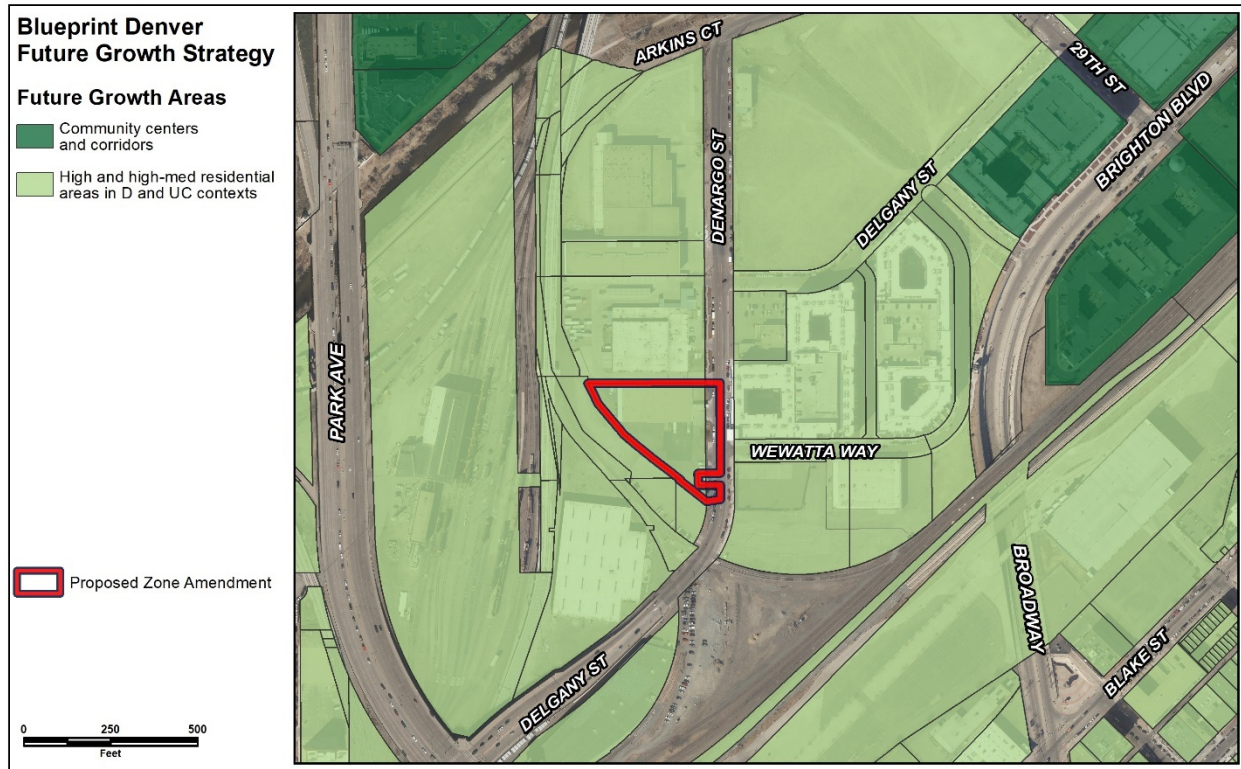 Blueprint Denver
Future Growth Strategy
Future Growth Areas
Community centers
and corridors
High and high-med residential
areas in D and UC contexts
Proposed Zone Amendment
0 250 500
Feet
ARKINS CT
29TH ST
BRIGHTON BLVD
DENARGO ST
DELGANY ST
PARK AVE
WEWATTA WAY
BROADWAY
BLAKE ST
DELGANY ST